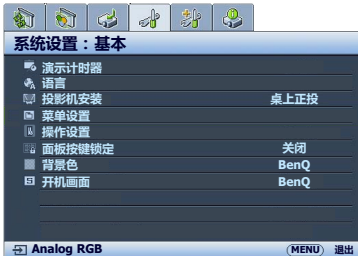 系统设置：基本
演示计时器
语言
投影机安装 桌上正投
菜单设置
操作设置
面板按键锁定 关闭
背景色 BenQ
开机画面 BenQ
Analog RGB MENU 退出